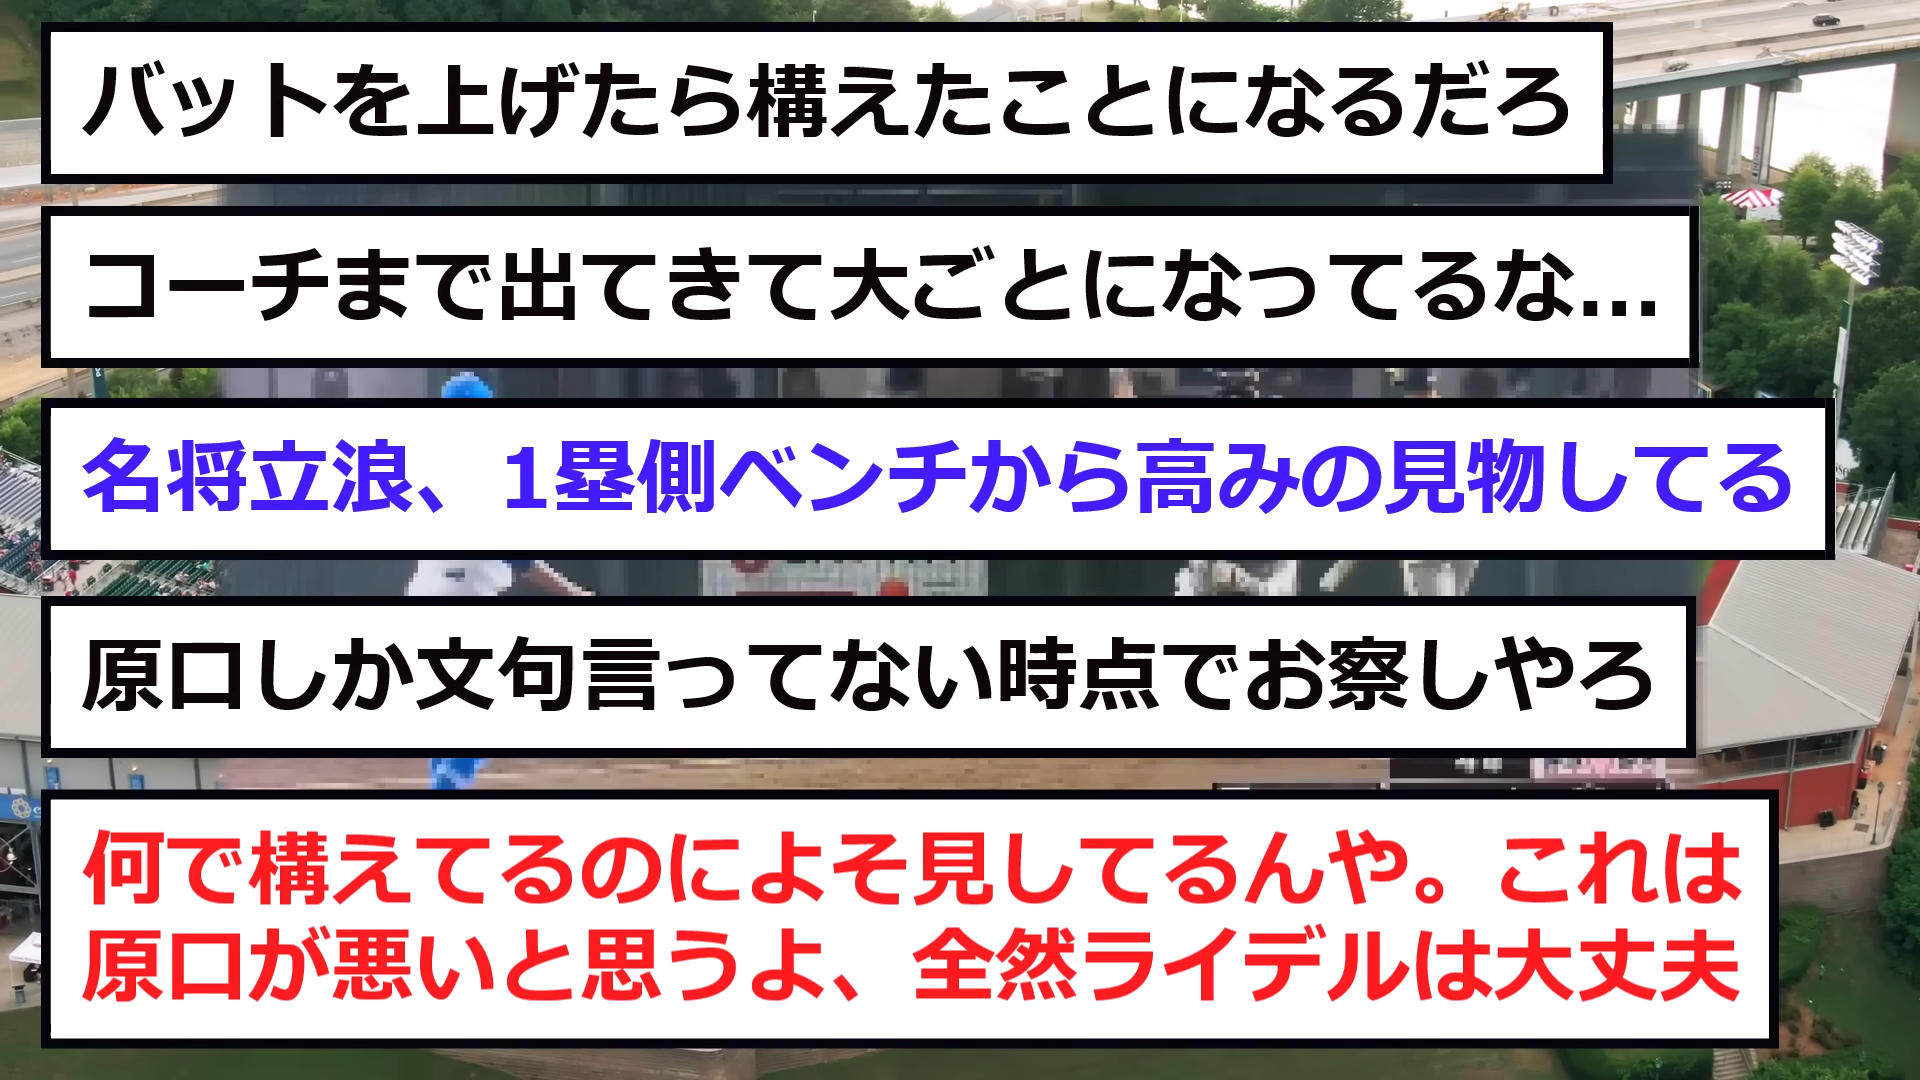 バットを上げたら構えたことになるだろ
コーチまで出てきて大ごとになってるな…
名将立浪、1塁側ベンチから高みの見物してる
原口しか文句言ってない時点でお察しやろ
何で構えてるのによそ見してるんや。これは
原口が悪いと思うよ、全然ライデルは大丈夫